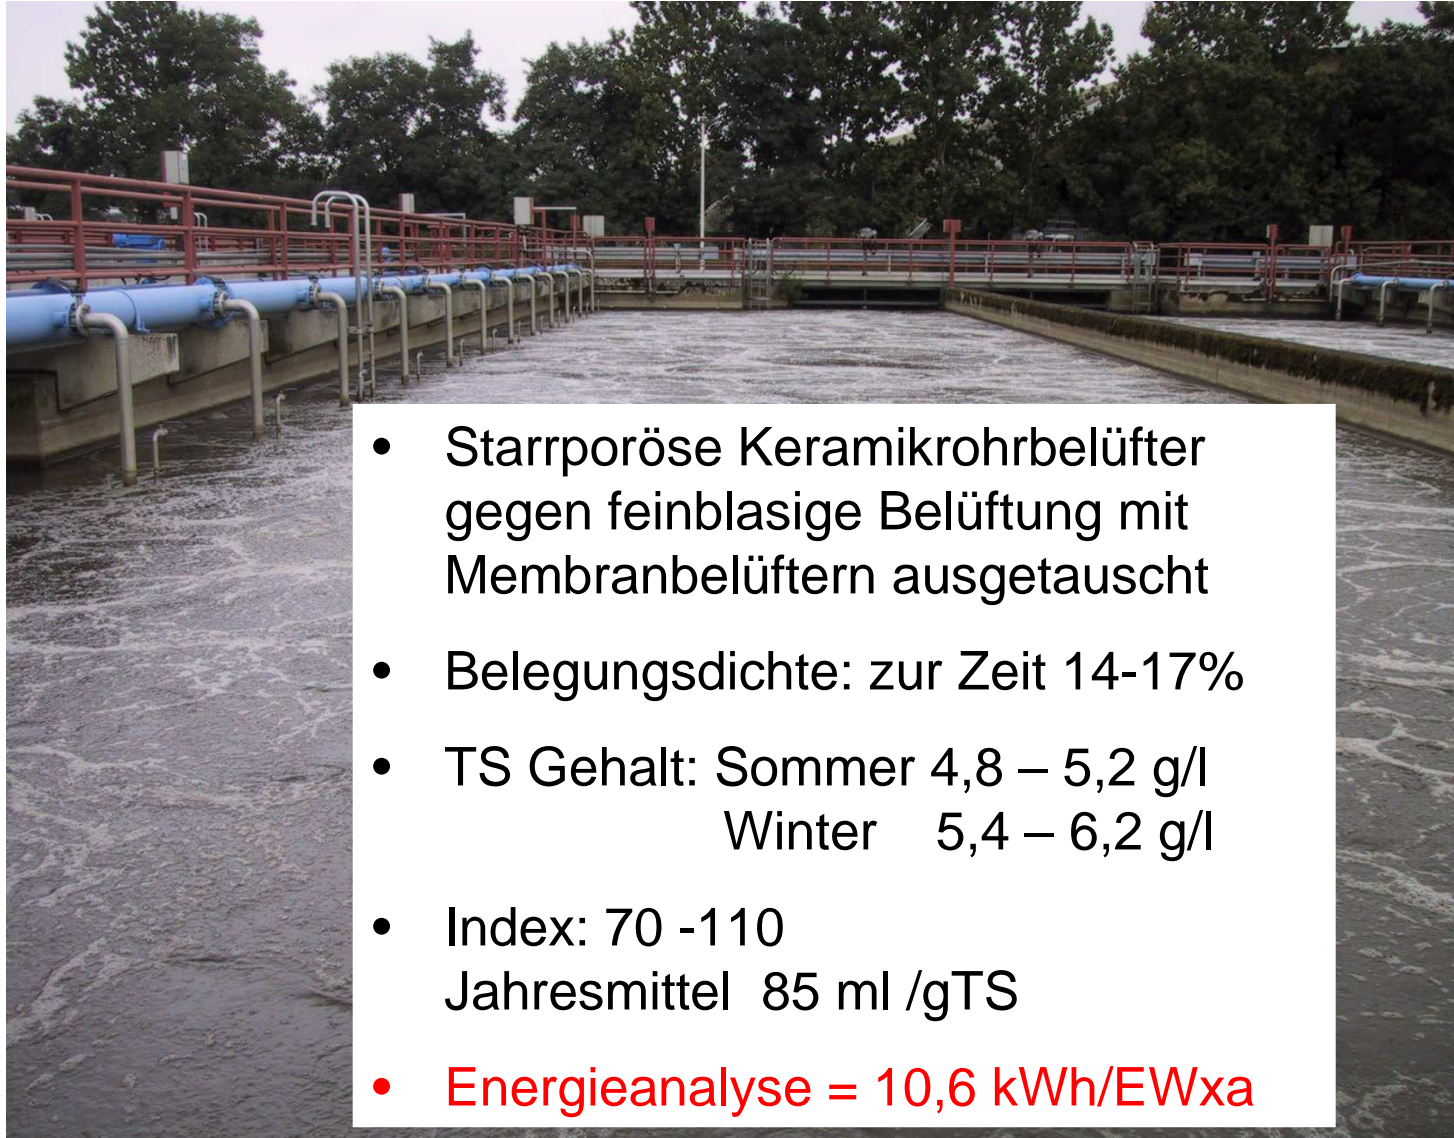 • Starrporöse Keramikrohrbelüfter
gegen feinblasige Belüftung mit
Membranbelüftern ausgetauscht
• Belegungsdichte: zur Zeit 14-17%
• TS Gehalt: Sommer 4,8 – 5,2 g/l
Winter 5,4 – 6,2 g/l
• Index: 70 -110
Jahresmittel 85 ml /gTS
• Energieanalyse = 10,6 kWh/EWxa